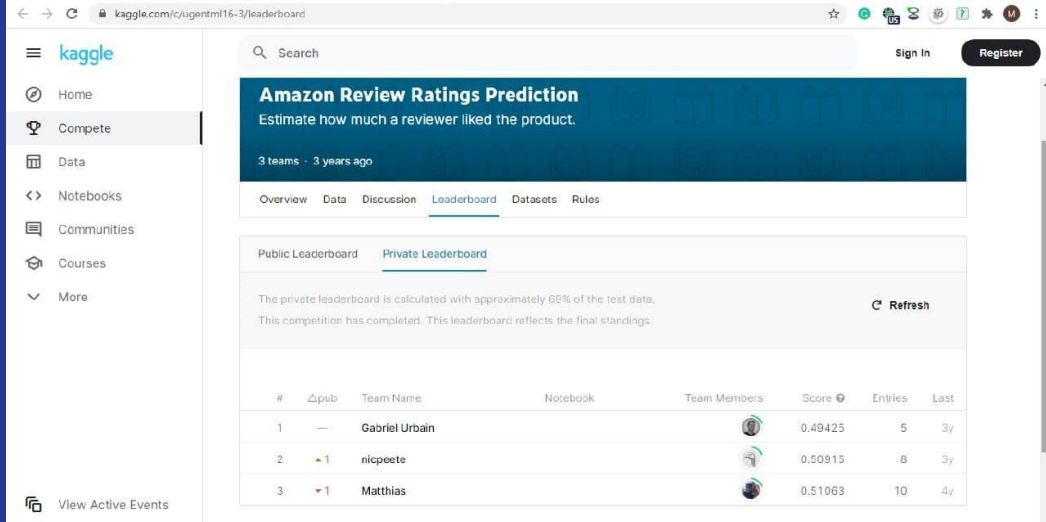 kaggle.com/c/ugentml16-3/leaderboard
US
M
kaggle
Search
Sign In
Register
Home
Compete
Data
Notebooks
Communities
Courses
More
View Active Events
Amazon Review Ratings Prediction
Estimate how much a reviewer liked the product.
3 teams · 3 years ago
Overview Data Discussion Leaderboard Datasets Rules
Public Leaderboard Private Leaderboard
The private leaderboard is calculated with approximately 69% of the test data.
This competition has completed. This leaderboard reflects the final standings.
Refresh
# △pub Team Name Notebook Team Members Score Entries Last
1 — Gabriel Urbain 0.49425 5 3y
2 ▲1 nicpeete 0.50915 8 3y
3 ▼1 Matthias 0.51063 10 4y